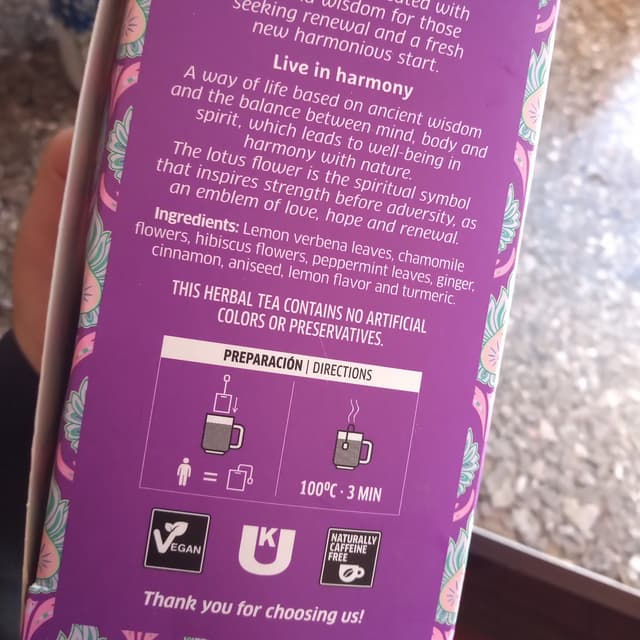 with
wisdom for those
seeking renewal and a fresh
new harmonious start.
Live in harmony
A way of life based on ancient wisdom
and the balance between mind, body and
spirit, which leads to well-being in
harmony with nature.
The lotus flower is the spiritual symbol
that inspires strength before adversity, as
an emblem of love, hope and renewal.
Ingredients: Lemon verbena leaves, chamomile
flowers, hibiscus flowers, peppermint leaves, ginger,
cinnamon, aniseed, lemon flavor and turmeric.
THIS HERBAL TEA CONTAINS NO ARTIFICIAL
COLORS OR PRESERVATIVES.
PREPARACIÓN | DIRECTIONS
=
100ºC · 3 MIN
VEGAN
K
U
NATURALLY
CAFFEINE
FREE
Thank you for choosing us!